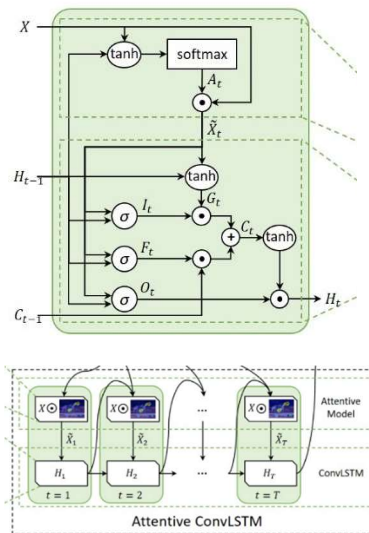 X
tanh
softmax
A_t
⊙
X̃_t
H_{t-1}
tanh
G_t
σ
I_t
⊙
C_t
tanh
+
σ
F_t
⊙
σ
O_t
⊙
H_t
C_{t-1}
X ⊙
X ⊙
...
X ⊙
Attentive
Model
X̃_1
X̃_2
X̃_T
H_1
H_2
...
H_T
ConvLSTM
t = 1
t = 2
t = T
Attentive ConvLSTM